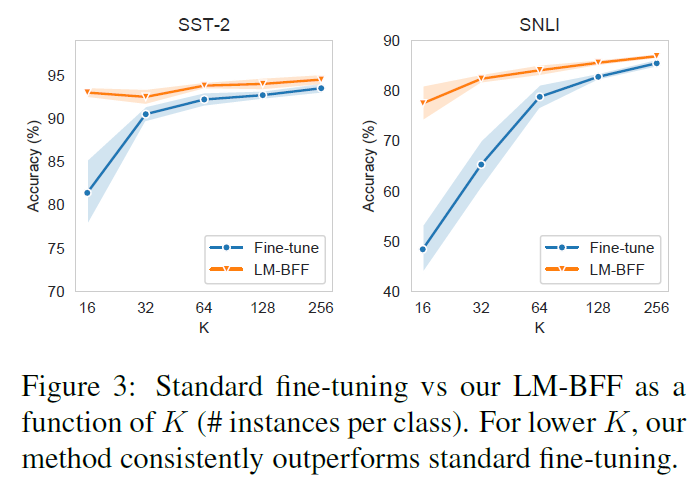 SST-2
95
90
85
80
75
70
Accuracy (%)
Fine-tune
LM-BFF
16 32 64 128 256
K
SNLI
90
80
70
60
50
40
Accuracy (%)
Fine-tune
LM-BFF
16 32 64 128 256
K
Figure 3: Standard fine-tuning vs our LM-BFF as a
function of K (# instances per class). For lower K, our
method consistently outperforms standard fine-tuning.